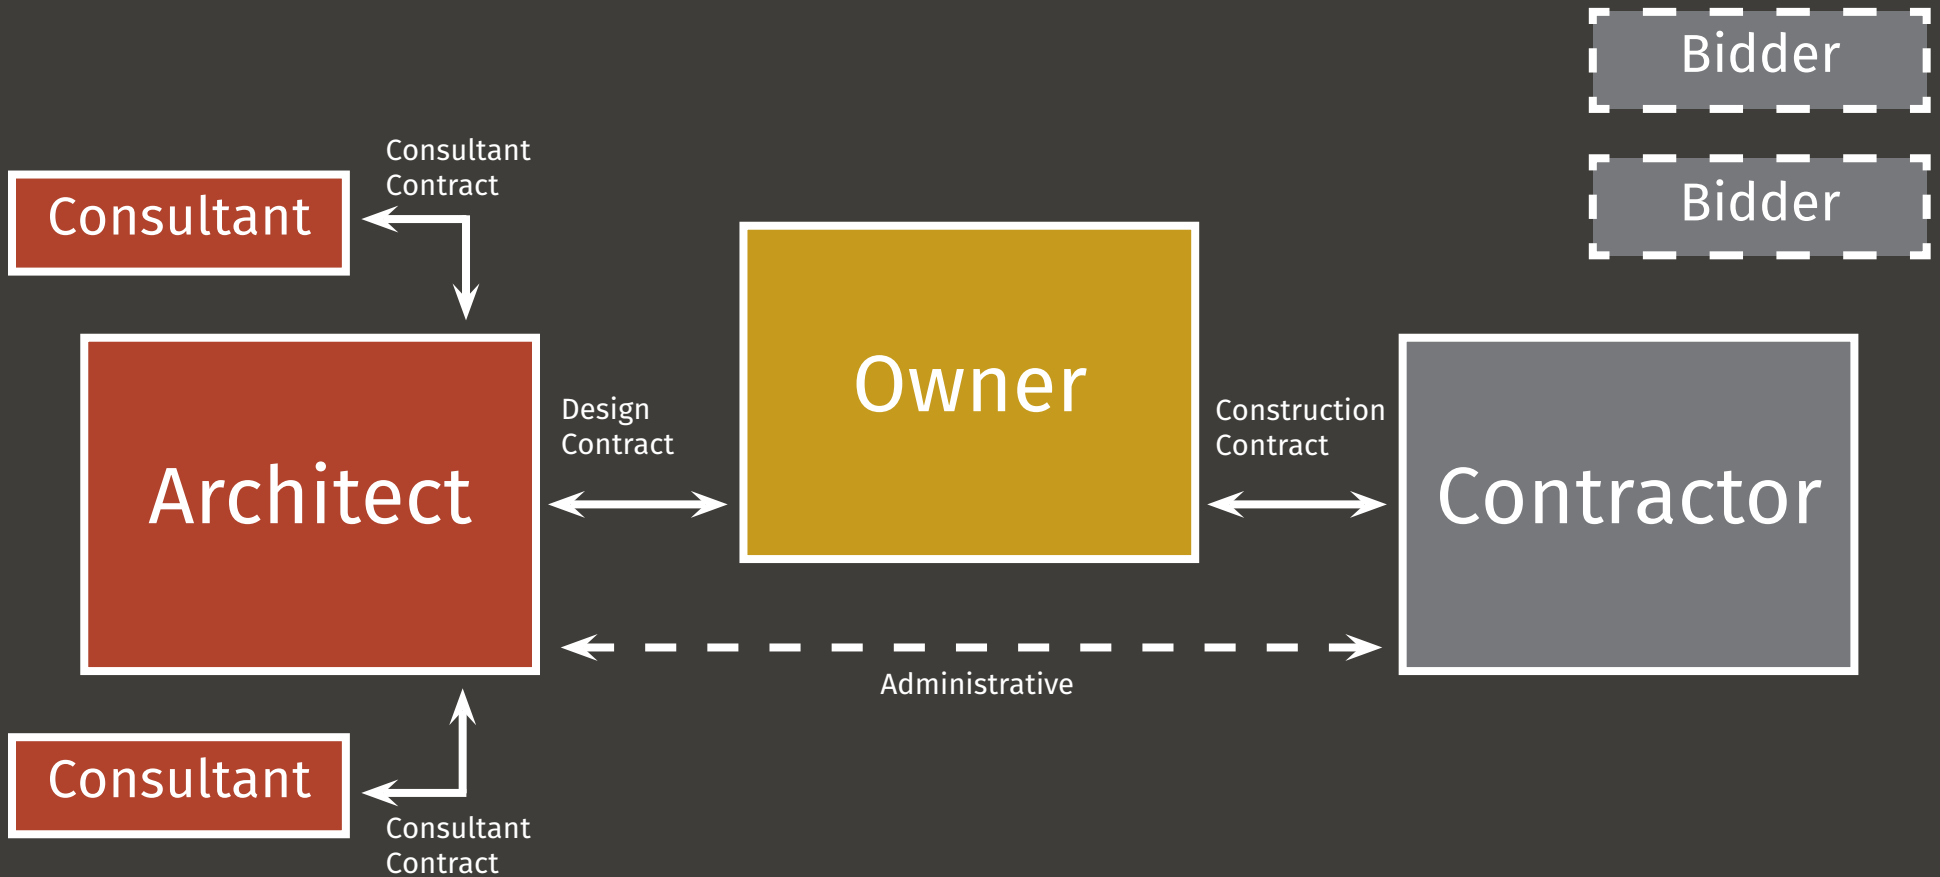 Bidder
Bidder
Consultant
Contract
Consultant
Owner
Design
Contract
Construction
Contract
Architect
Contractor
Administrative
Consultant
Consultant
Contract